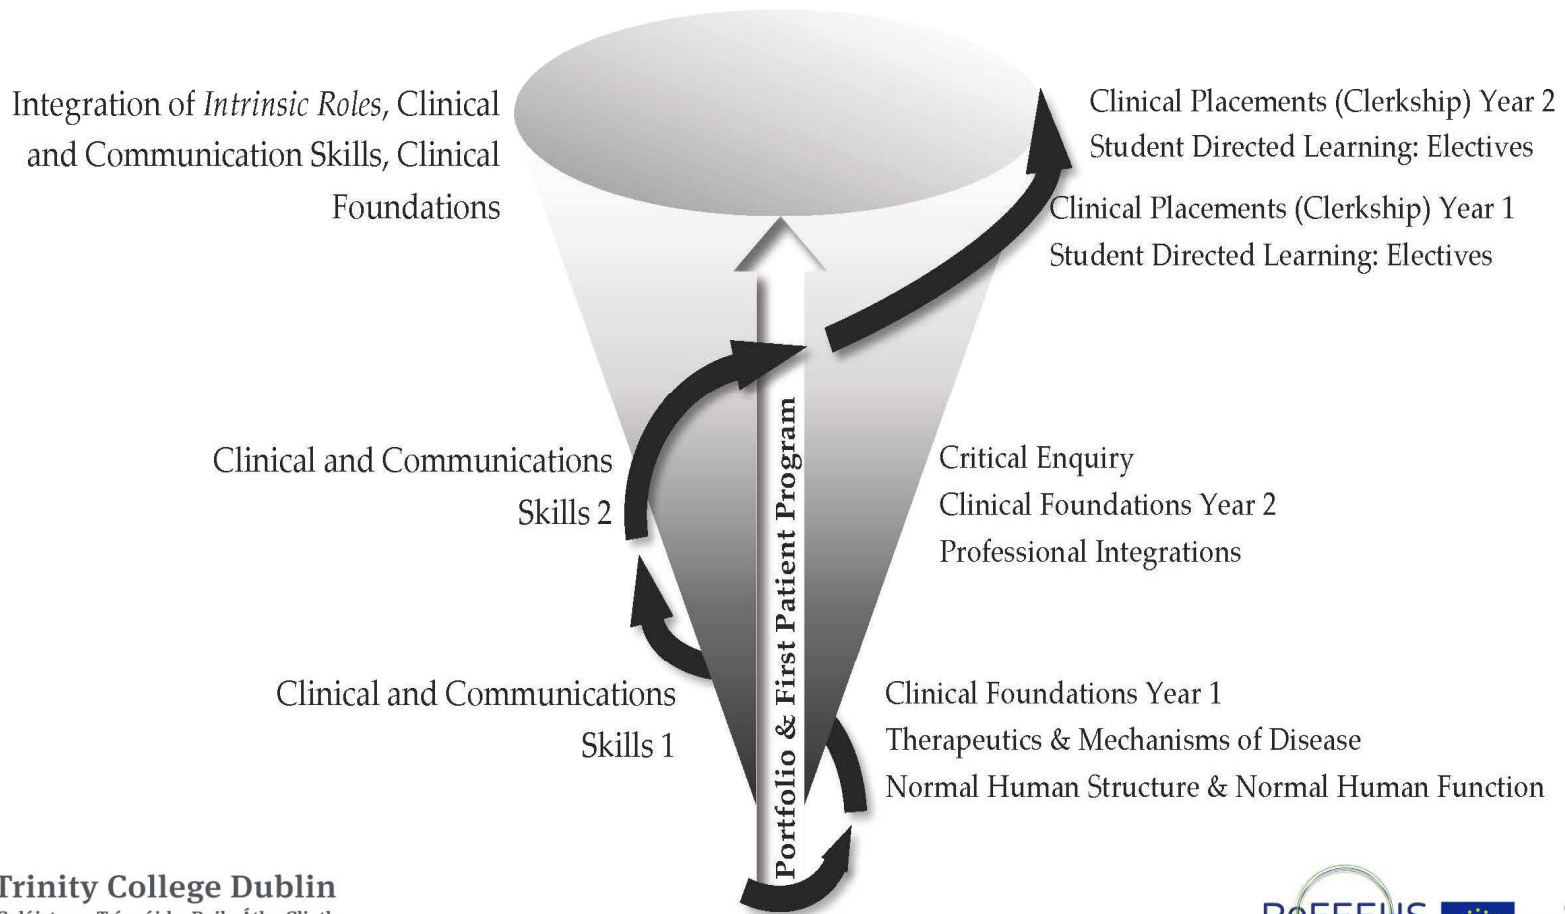 Integration of Intrinsic Roles, Clinical
and Communication Skills, Clinical
Foundations
Clinical Placements (Clerkship) Year 2
Student Directed Learning: Electives
Clinical Placements (Clerkship) Year 1
Student Directed Learning: Electives
Clinical and Communications
Skills 2
Critical Enquiry
Clinical Foundations Year 2
Professional Integrations
Clinical and Communications
Skills 1
Clinical Foundations Year 1
Therapeutics & Mechanisms of Disease
Normal Human Structure & Normal Human Function
Portfolio & First Patient Program
Trinity College Dublin